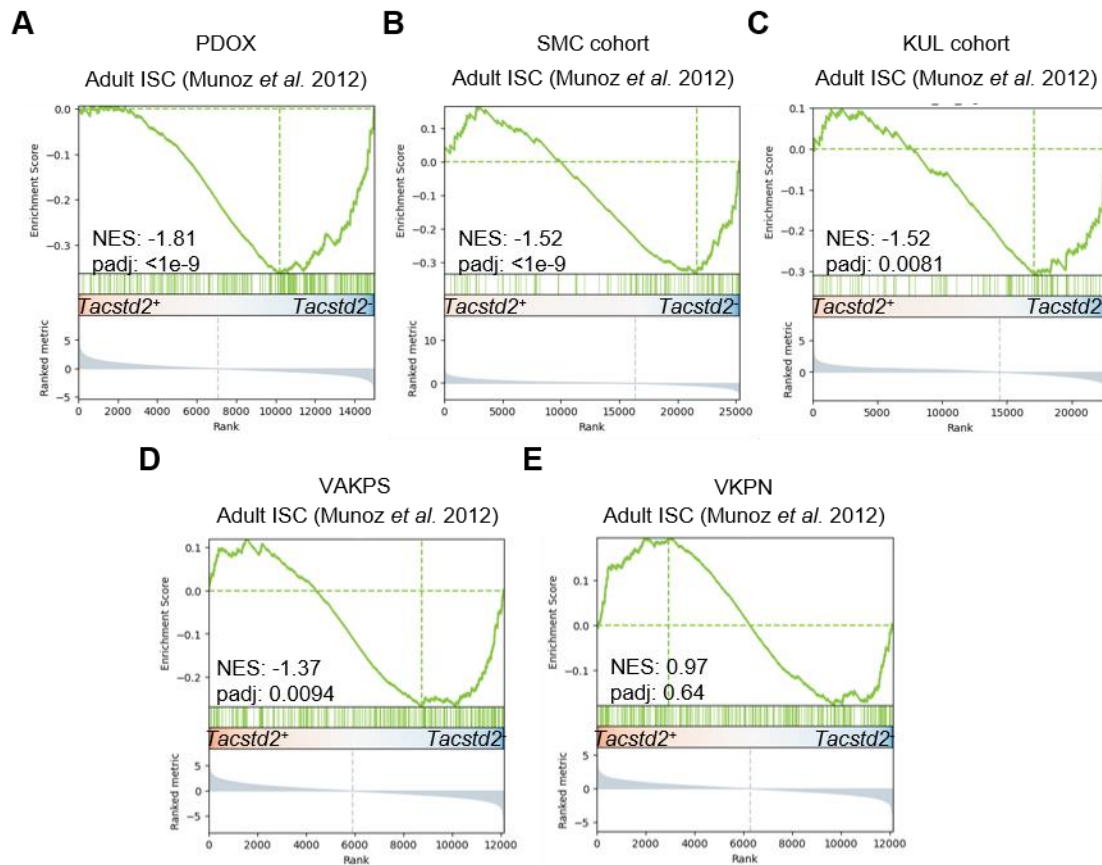 A
PDOX
Adult ISC (Munoz et al. 2012)
0.0
−0.1
−0.2
−0.3
Enrichment Score
NES: -1.81
padj: <1e-9
Tacstd2⁺ Tacstd2⁻
5
0
−5
Ranked metric
0 2000 4000 6000 8000 10000 12000 14000
Rank
B
SMC cohort
Adult ISC (Munoz et al. 2012)
0.1
0.0
−0.1
−0.2
−0.3
Enrichment Score
NES: -1.52
padj: <1e-9
Tacstd2⁺ Tacstd2⁻
10
0
Ranked metric
0 5000 10000 15000 20000 25000
Rank
C
KUL cohort
Adult ISC (Munoz et al. 2012)
0.1
0.0
−0.1
−0.2
−0.3
Enrichment Score
NES: -1.52
padj: 0.0081
Tacstd2⁺ Tacstd2
5
0
Ranked metric
0 5000 10000 15000 20000
Rank
D
VAKPS
Adult ISC (Munoz et al. 2012)
0.1
0.0
−0.1
−0.2
Enrichment Score
NES: -1.37
padj: 0.0094
Tacstd2⁺ Tacstd2⁻
5
0
−5
Ranked metric
0 2000 4000 6000 8000 10000 12000
Rank
E
VKPN
Adult ISC (Munoz et al. 2012)
0.1
0.0
−0.1
Enrichment Score
NES: 0.97
padj: 0.64
Tacstd2⁺ Tacstd2⁻
5
0
−5
Ranked metric
0 2000 4000 6000 8000 10000 12000
Rank